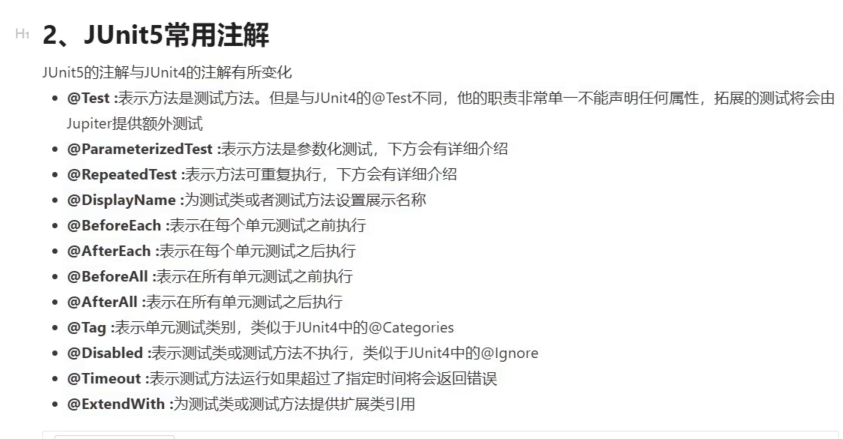 H1
2、JUnit5常用注解
JUnit5的注解与JUnit4的注解有所变化
• @Test :表示方法是测试方法。但是与JUnit4的@Test不同，他的职责非常单一不能声明任何属性，拓展的测试将会由
Jupiter提供额外测试
• @ParameterizedTest :表示方法是参数化测试，下方会有详细介绍
• @RepeatedTest :表示方法可重复执行，下方会有详细介绍
• @DisplayName :为测试类或者测试方法设置展示名称
• @BeforeEach :表示在每个单元测试之前执行
• @AfterEach :表示在每个单元测试之后执行
• @BeforeAll :表示在所有单元测试之前执行
• @AfterAll :表示在所有单元测试之后执行
• @Tag :表示单元测试类别，类似于JUnit4中的@Categories
• @Disabled :表示测试类或测试方法不执行，类似于JUnit4中的@Ignore
• @Timeout :表示测试方法运行如果超过了指定时间将会返回错误
• @ExtendWith :为测试类或测试方法提供扩展类引用